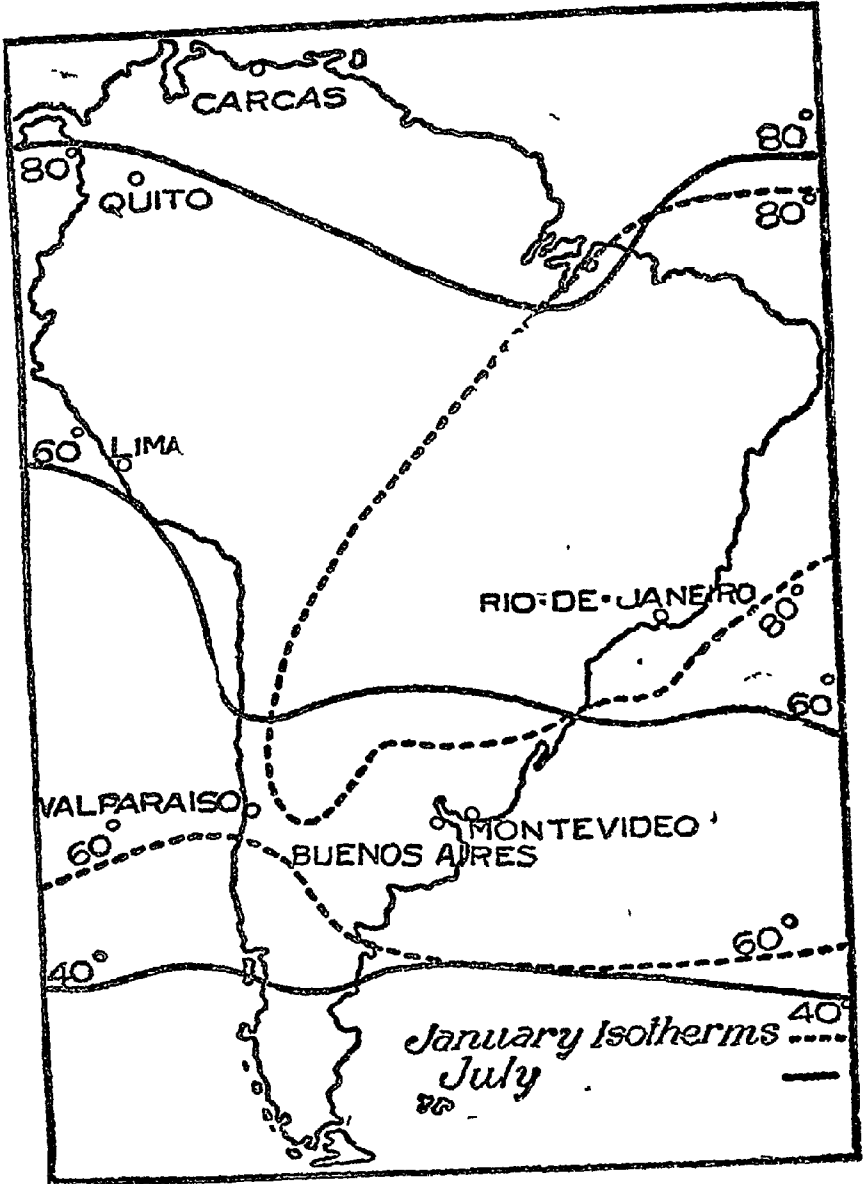 CARCAS
80°
80°
QUITO
80°
60° LIMA
RIO-DE-JANEIRO
80°
60°
VALPARAISO
60°
MONTEVIDEO
BUENOS AIRES
60°
40°
40°
January Isotherms
July